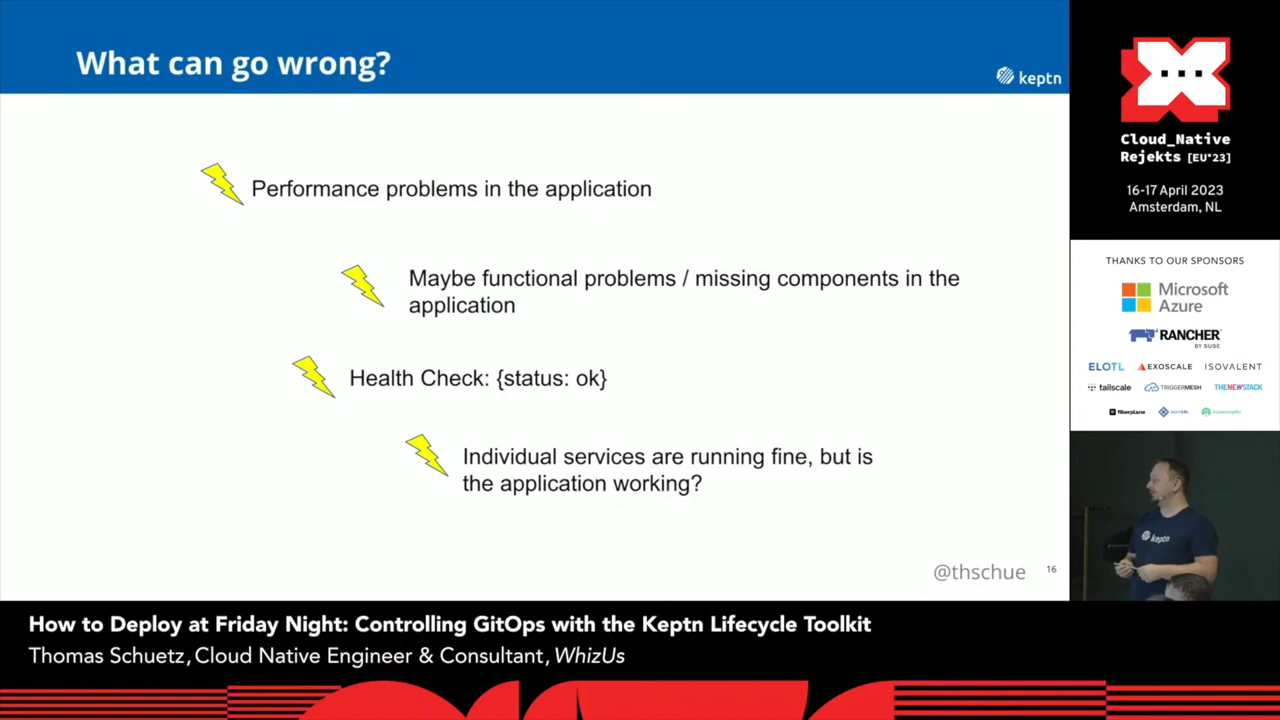 What can go wrong?
keptn
Performance problems in the application
Maybe functional problems / missing components in the
application
Health Check: {status: ok}
Individual services are running fine, but is
the application working?
@thschue
16
Cloud_Native
Rejekts [EU'23]
16-17 April 2023
Amsterdam, NL
THANKS TO OUR SPONSORS
Microsoft
Azure
RANCHER
BY SUSE
ELOTL
EXOSCALE
ISOVALENT
tailscale
TRIGGERMESH
THENEWSTACK
fiberplane
keptn
How to Deploy at Friday Night: Controlling GitOps with the Keptn Lifecycle Toolkit
Thomas Schuetz, Cloud Native Engineer & Consultant, WhizUs